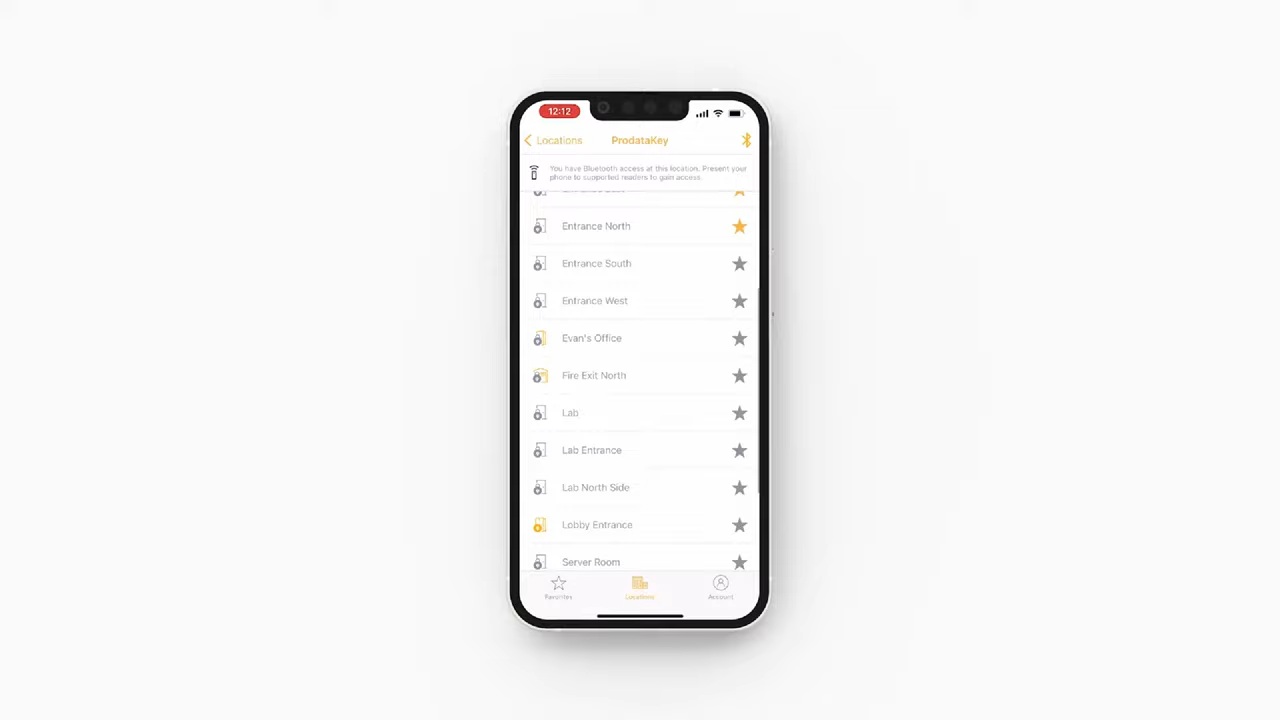 12:12
Locations
ProdataKey
You have Bluetooth access at this location. Present your
phone to supported readers to gain access.
Entrance North
Entrance South
Entrance West
Evan's Office
Fire Exit North
Lab
Lab Entrance
Lab North Side
Lobby Entrance
Server Room
Favorites
Locations
Account